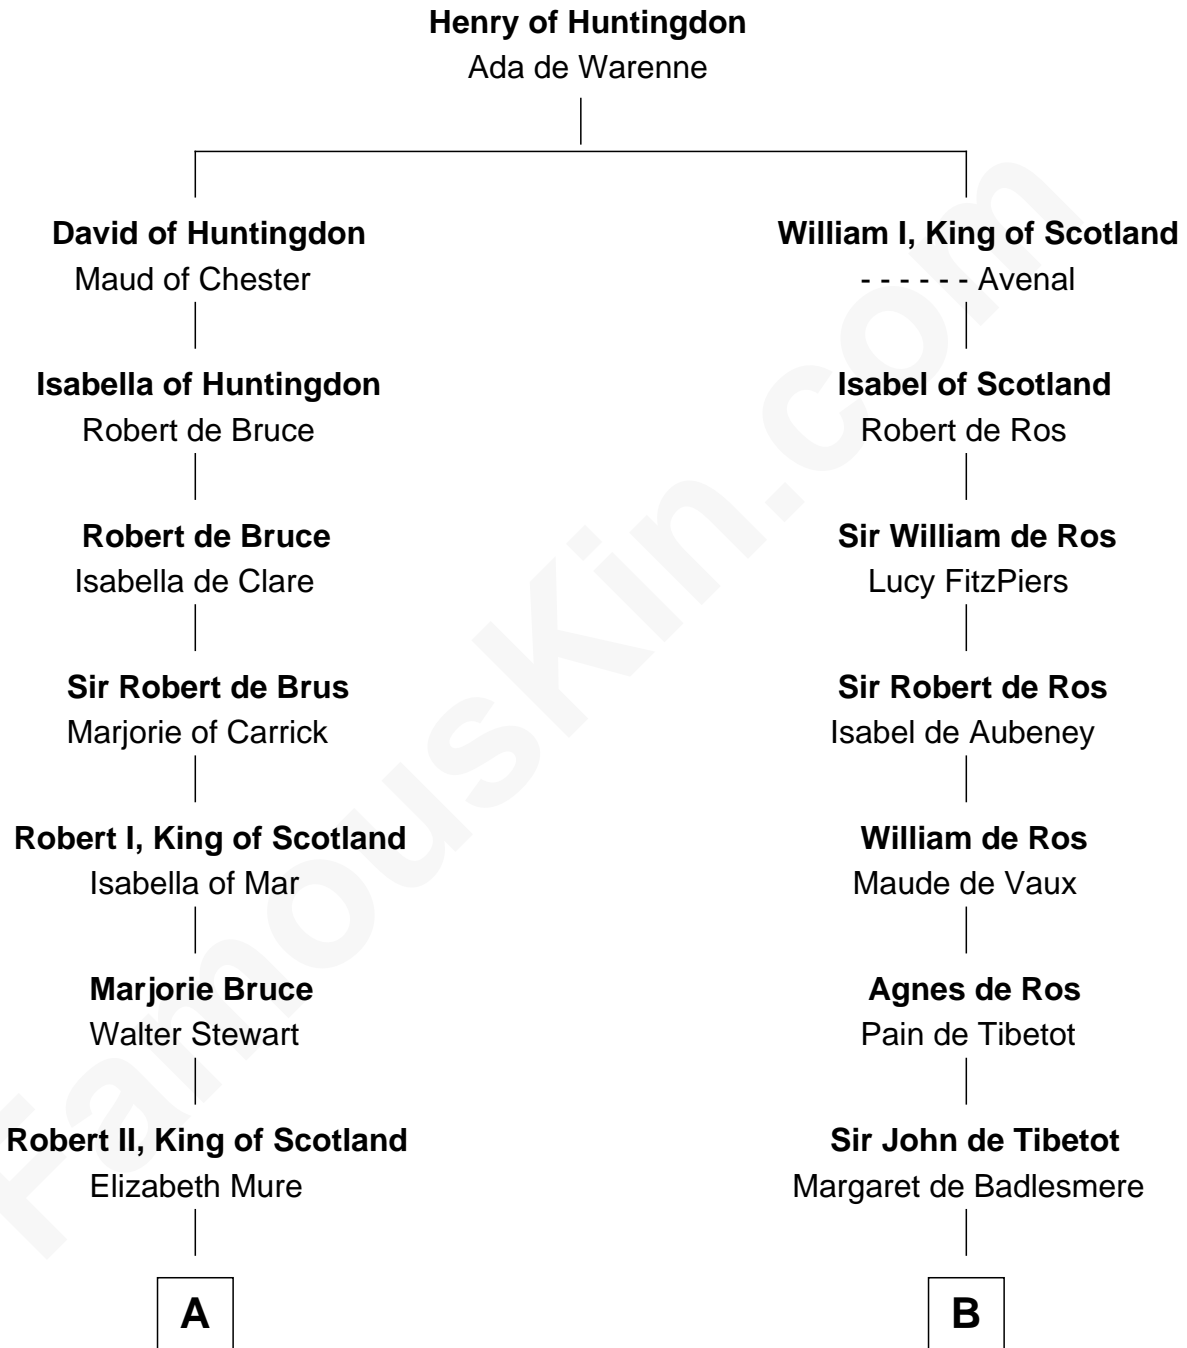 Henry of Huntingdon
Ada de Warenne
David of Huntingdon
Maud of Chester
Isabella of Huntingdon
Robert de Bruce
Robert de Bruce
Isabella de Clare
Sir Robert de Brus
Marjorie of Carrick
Robert I, King of Scotland
Isabella of Mar
Marjorie Bruce
Walter Stewart
Robert II, King of Scotland
Elizabeth Mure
A
William I, King of Scotland
- - - - - - Avenal
Isabel of Scotland
Robert de Ros
Sir William de Ros
Lucy FitzPiers
Sir Robert de Ros
Isabel de Aubeney
William de Ros
Maude de Vaux
Agnes de Ros
Pain de Tibetot
Sir John de Tibetot
Margaret de Badlesmere
B
FamousKin.com